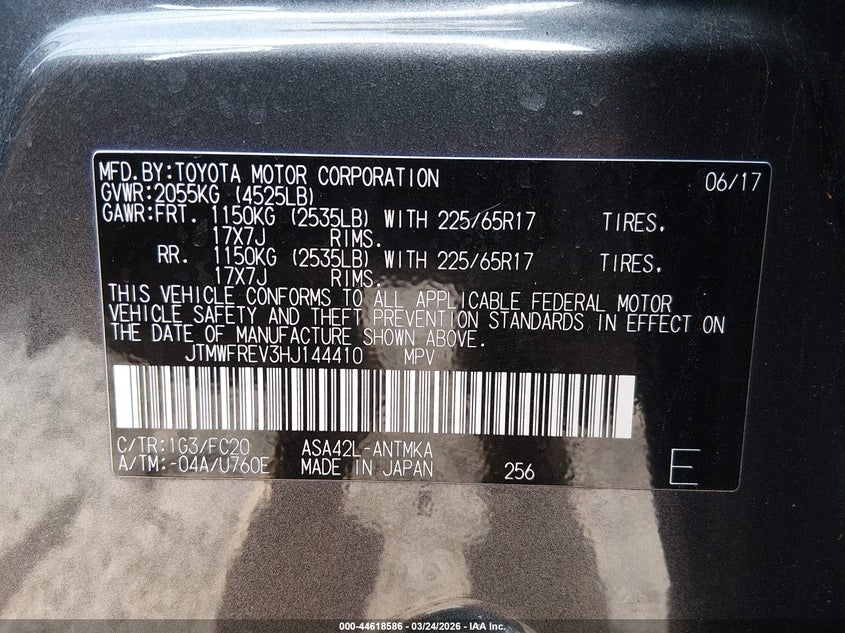 MFD.BY:TOYOTA MOTOR CORPORATION 06/17
GVWR:2055KG (4525LB)
GAWR:FRT. 1150KG (2535LB) WITH 225/65R17 TIRES.
17X7J RIMS.
RR. 1150KG (2535LB) WITH 225/65R17 TIRES.
17X7J RIMS.
THIS VEHICLE CONFORMS TO ALL APPLICABLE FEDERAL MOTOR
VEHICLE SAFETY AND THEFT PREVENTION STANDARDS IN EFFECT ON
THE DATE OF MANUFACTURE SHOWN ABOVE.
JTMWFREV3HJ144410 MPV
C/TR:1G3/FC20 ASA42L-ANTMKA
A/TM:-04A/U760E MADE IN JAPAN 256 E
000-44618586 - 03/24/2026 - IAA Inc.